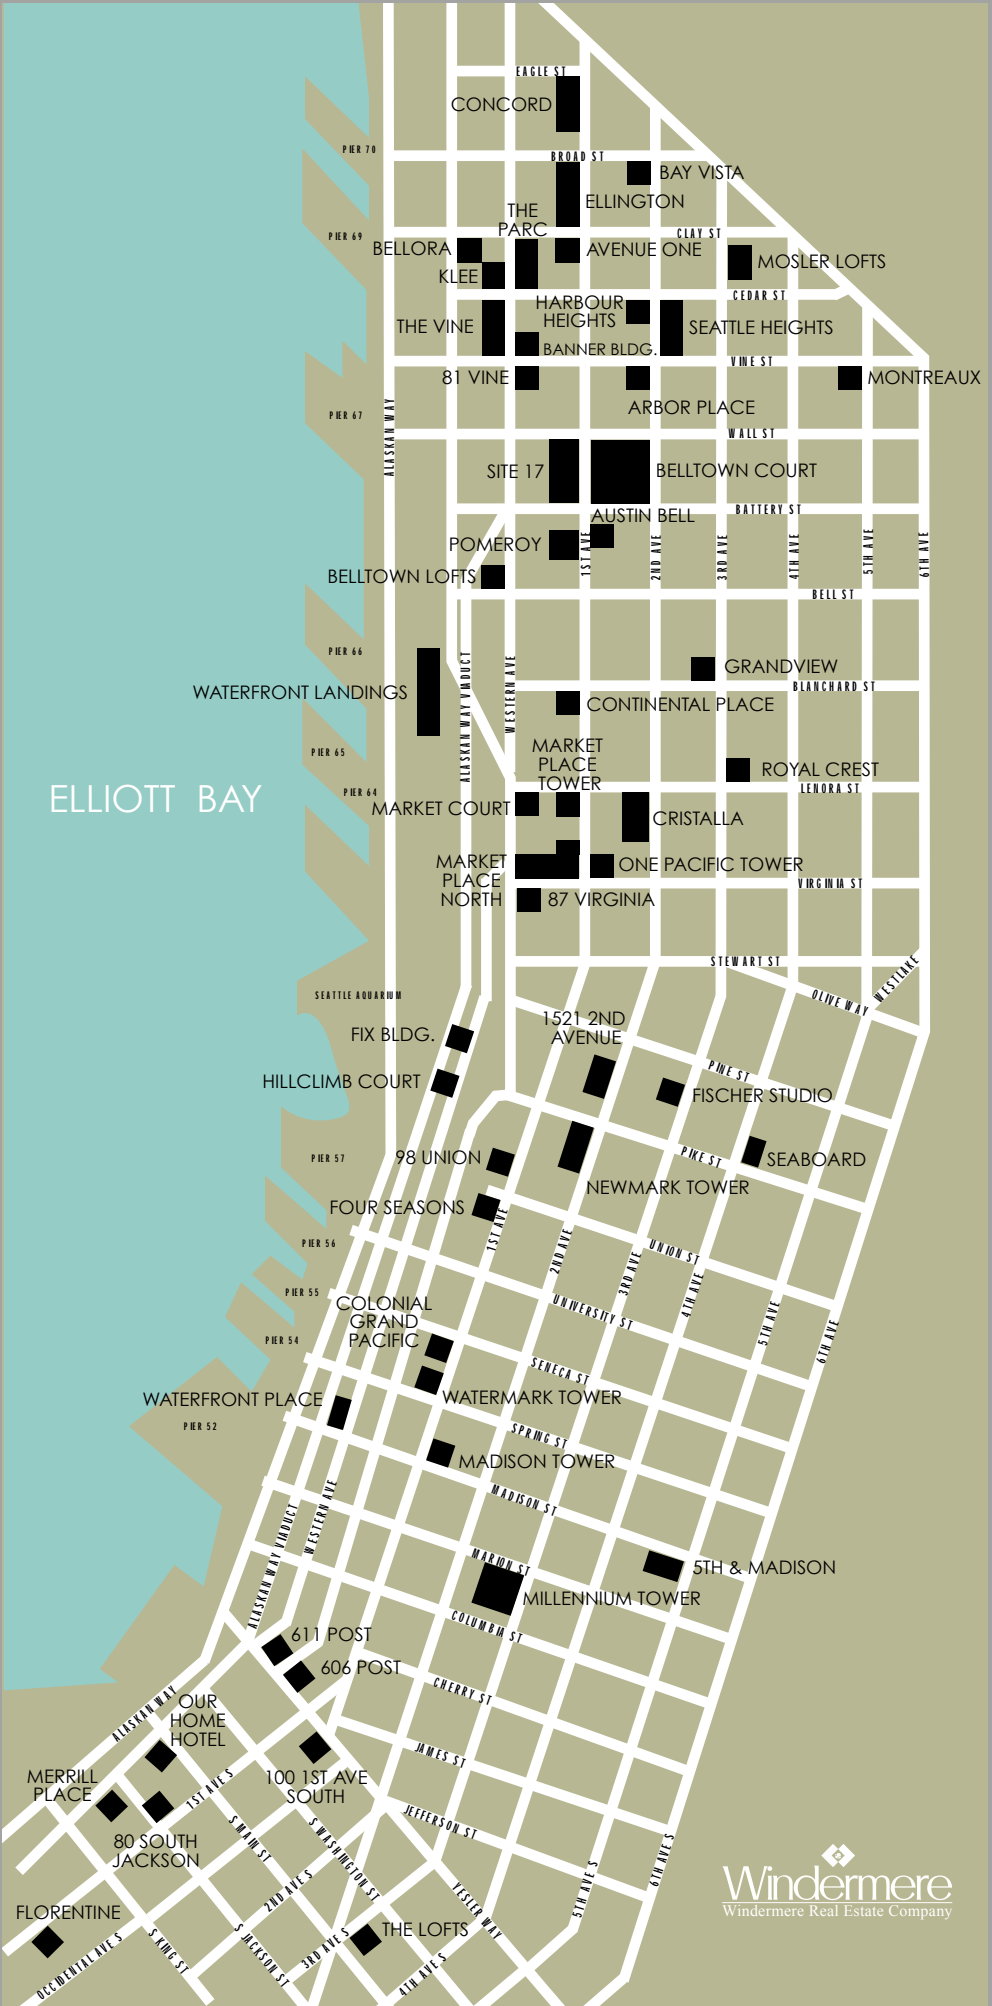 EAGLE ST
CONCORD
PIER 70
BROAD ST
BAY VISTA
ELLINGTON
THE
PARC
PIER 69
CLAY ST
BELLORA
AVENUE ONE
KLEE
MOSLER LOFTS
CEDAR ST
HARBOUR
HEIGHTS
THE VINE
SEATTLE HEIGHTS
BANNER BLDG.
VINE ST
81 VINE
MONTREAUX
ARBOR PLACE
PIER 67
ALASKAN WAY
WALL ST
SITE 17
BELLTOWN COURT
BATTERY ST
AUSTIN BELL
POMEROY
1ST AVE
2ND AVE
3RD AVE
4TH AVE
5TH AVE
6TH AVE
BELLTOWN LOFTS
BELL ST
PIER 66
GRANDVIEW
BLANCHARD ST
WATERFRONT LANDINGS
ALASKAN WAY VIADUCT
WESTERN AVE
CONTINENTAL PLACE
PIER 65
MARKET
PLACE
TOWER
ROYAL CREST
LENORA ST
PIER 64
ELLIOTT BAY
MARKET COURT
CRISTALLA
MARKET
PLACE
NORTH
ONE PACIFIC TOWER
VIRGINIA ST
87 VIRGINIA
STEWART ST
WESTLAKE
OLIVE WAY
SEATTLE AQUARIUM
1521 2ND
AVENUE
FIX BLDG.
PINE ST
HILLCLIMB COURT
FISCHER STUDIO
98 UNION
PIER 57
PIKE ST
SEABOARD
NEWMARK TOWER
FOUR SEASONS
1ST AVE
2ND AVE
3RD AVE
4TH AVE
5TH AVE
6TH AVE
PIER 56
UNION ST
PIER 55
COLONIAL
GRAND
PACIFIC
UNIVERSITY ST
PIER 54
SENECA ST
WATERFRONT PLACE
WATERMARK TOWER
PIER 52
SPRING ST
MADISON TOWER
MADISON ST
ALASKAN WAY VIADUCT
WESTERN AVE
MARION ST
5TH & MADISON
MILLENNIUM TOWER
COLUMBIA ST
611 POST
606 POST
CHERRY ST
ALASKAN WAY
OUR
HOME
HOTEL
JAMES ST
MERRILL
PLACE
1ST AVE S
100 1ST AVE
SOUTH
80 SOUTH
JACKSON
S MAIN ST
S WASHINGTON ST
JEFFERSON ST
5TH AVE S
6TH AVE S
2ND AVE S
YESLER WAY
FLORENTINE
OCCIDENTAL AVE S
S KING ST
S JACKSON ST
3RD AVE S
THE LOFTS
4TH AVE S
Windermere
Windermere Real Estate Company